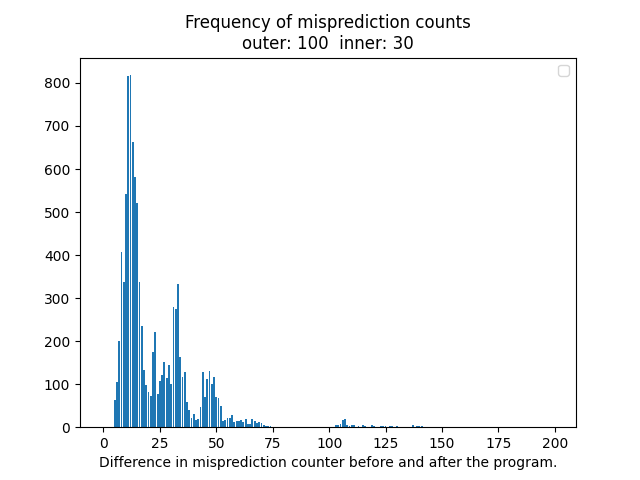 Frequency of misprediction counts
outer: 100  inner: 30
800
700
600
500
400
300
200
100
0
0 25 50 75 100 125 150 175 200
Difference in misprediction counter before and after the program.